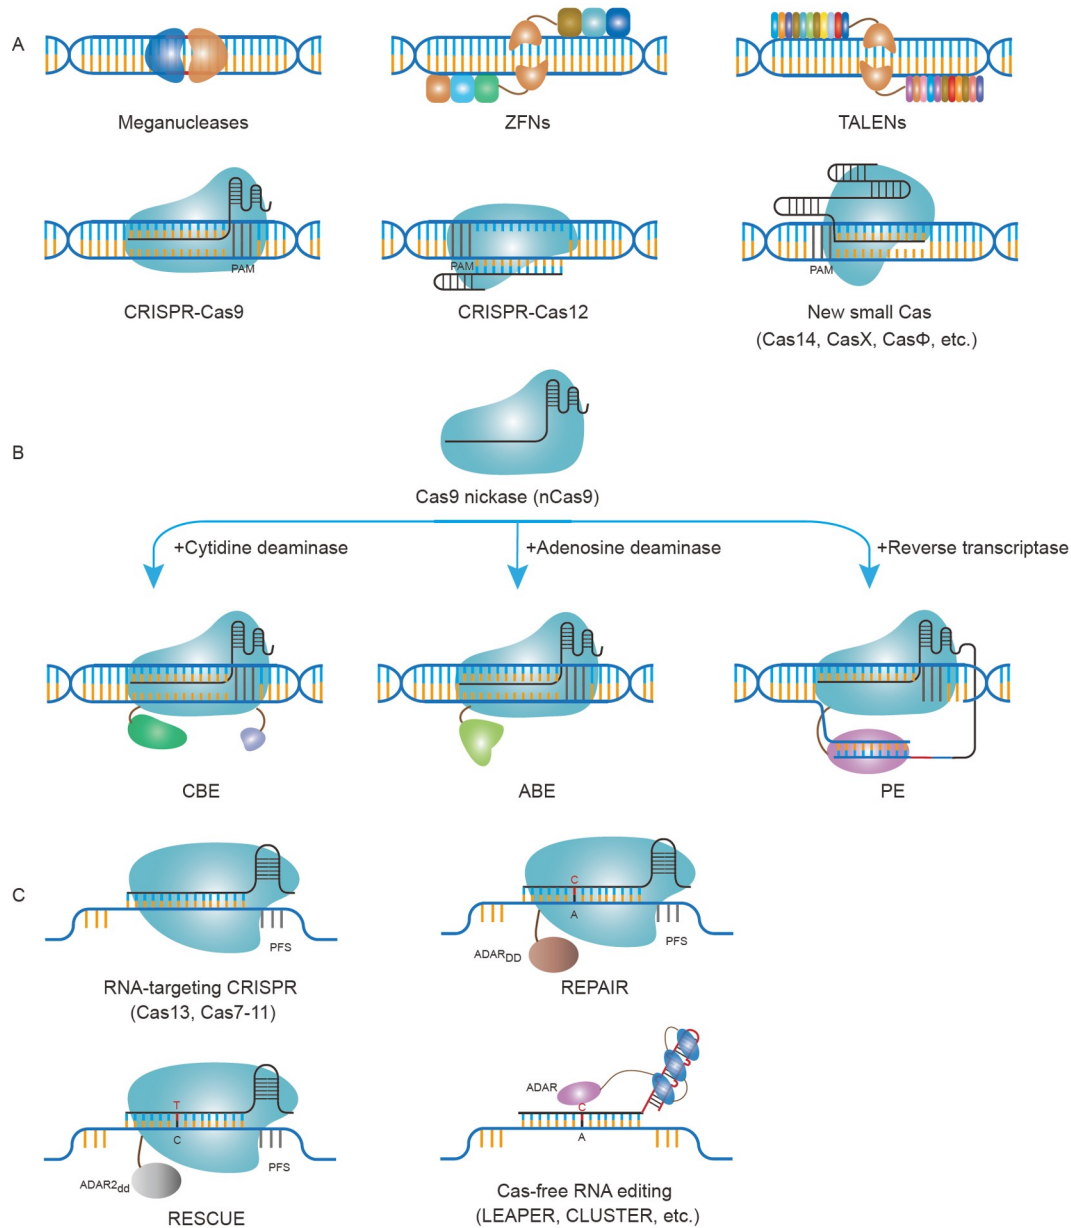 A
Meganucleases
ZFNs
TALENs
PAM
PAM
PAM
CRISPR-Cas9
CRISPR-Cas12
New small Cas
(Cas14, CasX, CasΦ, etc.)
B
Cas9 nickase (nCas9)
+Cytidine deaminase
+Adenosine deaminase
+Reverse transcriptase
CBE
ABE
PE
C
PFS
RNA-targeting CRISPR
(Cas13, Cas7-11)
C
A
ADARDD
PFS
REPAIR
T
C
ADAR2dd
PFS
RESCUE
ADAR
C
A
Cas-free RNA editing
(LEAPER, CLUSTER, etc.)